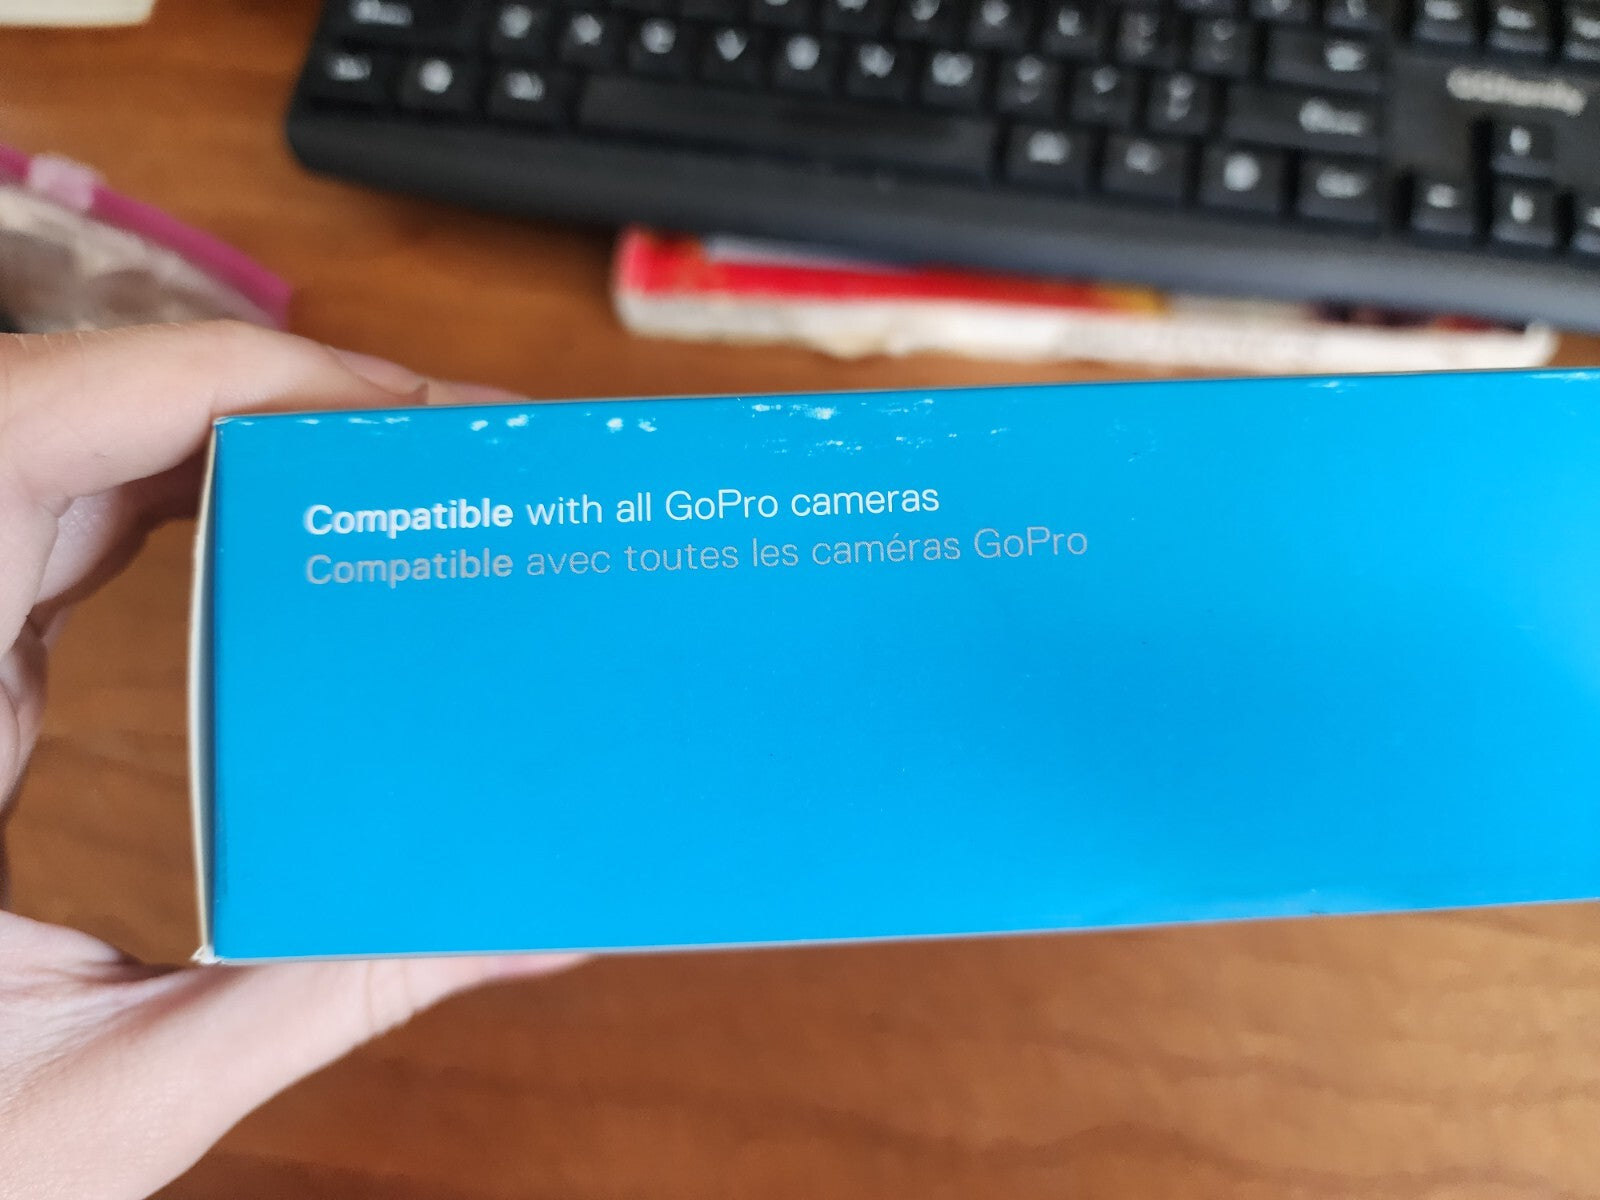 Compatible with all GoPro cameras
Compatible avec toutes les caméras GoPro